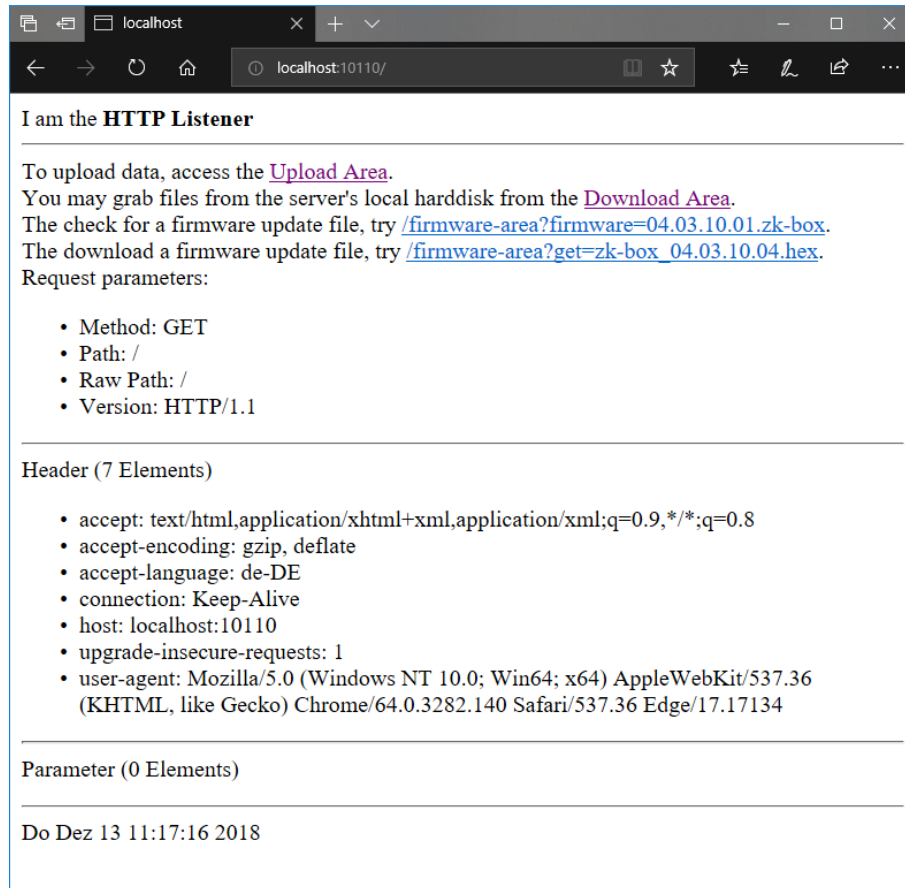 localhost
localhost:10110/
I am the HTTP Listener
To upload data, access the Upload Area.
You may grab files from the server's local harddisk from the Download Area.
The check for a firmware update file, try /firmware-area?firmware=04.03.10.01.zk-box.
The download a firmware update file, try /firmware-area?get=zk-box_04.03.10.04.hex.
Request parameters:
• Method: GET
• Path: /
• Raw Path: /
• Version: HTTP/1.1
Header (7 Elements)
• accept: text/html,application/xhtml+xml,application/xml;q=0.9,*/*;q=0.8
• accept-encoding: gzip, deflate
• accept-language: de-DE
• connection: Keep-Alive
• host: localhost:10110
• upgrade-insecure-requests: 1
• user-agent: Mozilla/5.0 (Windows NT 10.0; Win64; x64) AppleWebKit/537.36
(KHTML, like Gecko) Chrome/64.0.3282.140 Safari/537.36 Edge/17.17134
Parameter (0 Elements)
Do Dez 13 11:17:16 2018